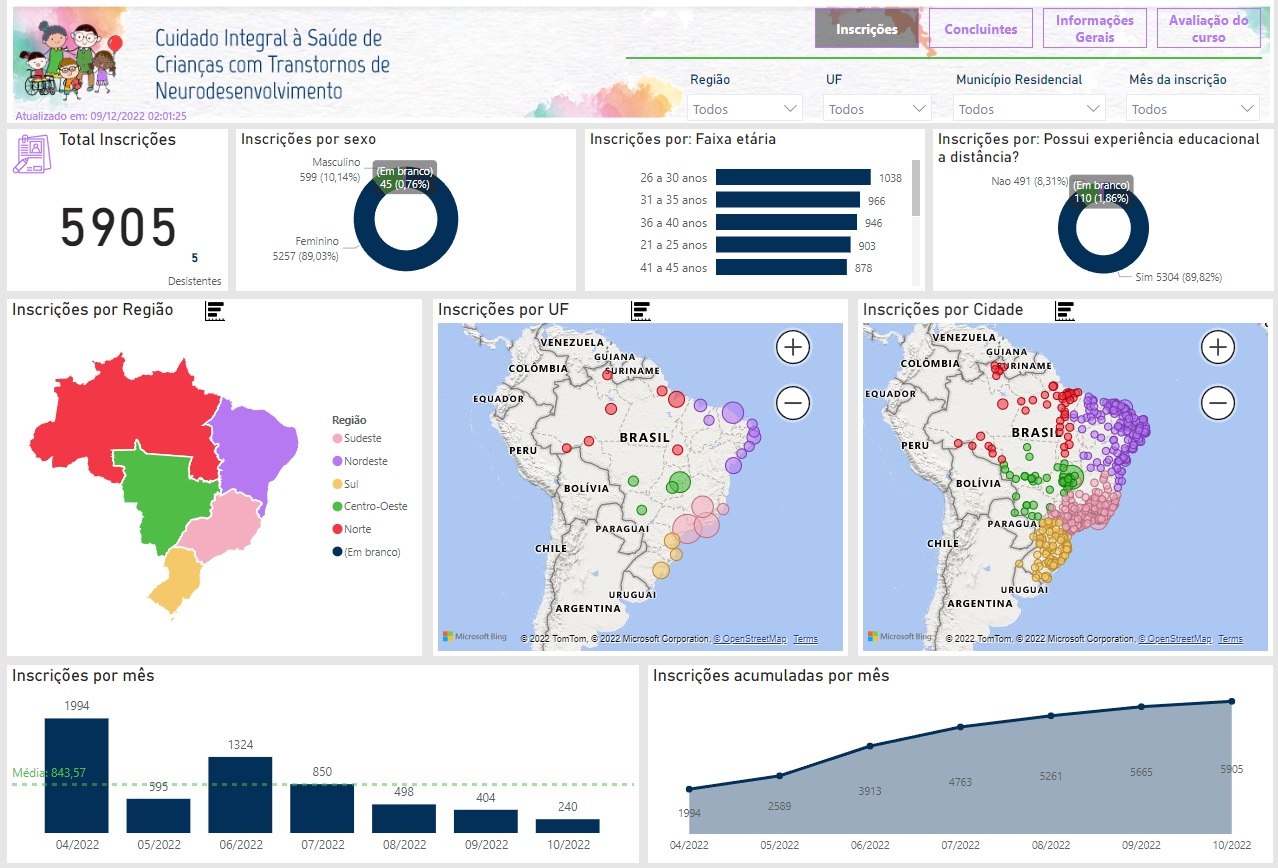 Cuidado Integral à Saúde de
Crianças com Transtornos de
Neurodesenvolvimento
Atualizado em: 09/12/2022 02:01:25
Inscrições
Concluintes
Informações
Gerais
Avaliação do
curso
Região
UF
Município Residencial
Mês da inscrição
Todos
Todos
Todos
Todos
Total Inscrições
5905
5
Desistentes
Inscrições por sexo
Masculino
599 (10,14%)
(Em branco)
45 (0,76%)
Feminino
5257 (89,03%)
Inscrições por: Faixa etária
26 a 30 anos 1038
31 a 35 anos 966
36 a 40 anos 946
21 a 25 anos 903
41 a 45 anos 878
Inscrições por: Possui experiência educacional
a distância?
Nao 491 (8,31%)
(Em branco)
110 (1,86%)
Sim 5304 (89,82%)
Inscrições por Região
Região
Sudeste
Nordeste
Sul
Centro-Oeste
Norte
(Em branco)
Inscrições por UF
VENEZUELA
GUIANA
COLÔMBIA
SURINAME
EQUADOR
BRASIL
PERU
BOLÍVIA
PARAGUAI
CHILE
URUGUAI
ARGENTINA
Microsoft Bing
© 2022 TomTom, © 2022 Microsoft Corporation, © OpenStreetMap Terms
Inscrições por Cidade
VENEZUELA
GUIANA
COLÔMBIA
SURINAME
EQUADOR
BRASIL
PERU
BOLÍVIA
PARAGUAI
CHILE
URUGUAI
ARGENTINA
Microsoft Bing
© 2022 TomTom, © 2022 Microsoft Corporation, © OpenStreetMap Terms
Inscrições por mês
1994
1324
Média: 843,57
850
595
498
404
240
04/2022 05/2022 06/2022 07/2022 08/2022 09/2022 10/2022
Inscrições acumuladas por mês
1994
2589
3913
4763
5261
5665
5905
04/2022 05/2022 06/2022 07/2022 08/2022 09/2022 10/2022